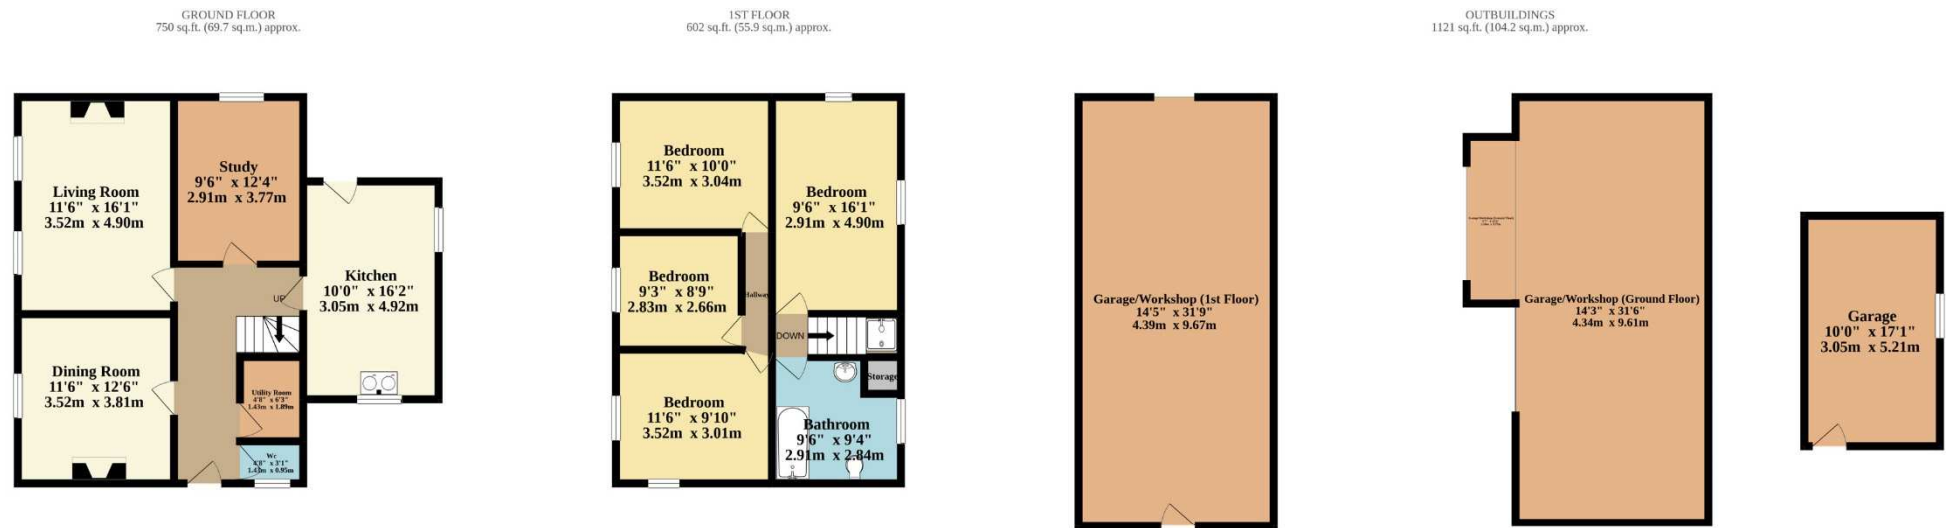 GROUND FLOOR
750 sq.ft. (69.7 sq.m.) approx.
Living Room
11'6" x 16'1"
3.52m x 4.90m
Study
9'6" x 12'4"
2.91m x 3.77m
Kitchen
10'0" x 16'2"
3.05m x 4.92m
UP
Dining Room
11'6" x 12'6"
3.52m x 3.81m
Utility Room
4'8" x 6'3"
1.43m x 1.89m
Wc
4'8" x 3'1"
1.43m x 0.95m
1ST FLOOR
602 sq.ft. (55.9 sq.m.) approx.
Bedroom
11'6" x 10'0"
3.52m x 3.04m
Bedroom
9'6" x 16'1"
2.91m x 4.90m
Bedroom
9'3" x 8'9"
2.83m x 2.66m
Hallway
DOWN
Storage
Bedroom
11'6" x 9'10"
3.52m x 3.01m
Bathroom
9'6" x 9'4"
2.91m x 2.84m
OUTBUILDINGS
1121 sq.ft. (104.2 sq.m.) approx.
Garage/Workshop (1st Floor)
14'5" x 31'9"
4.39m x 9.67m
Garage/Workshop (Ground Floor)
Garage/Workshop (Ground Floor)
14'3" x 31'6"
4.34m x 9.61m
Garage
10'0" x 17'1"
3.05m x 5.21m